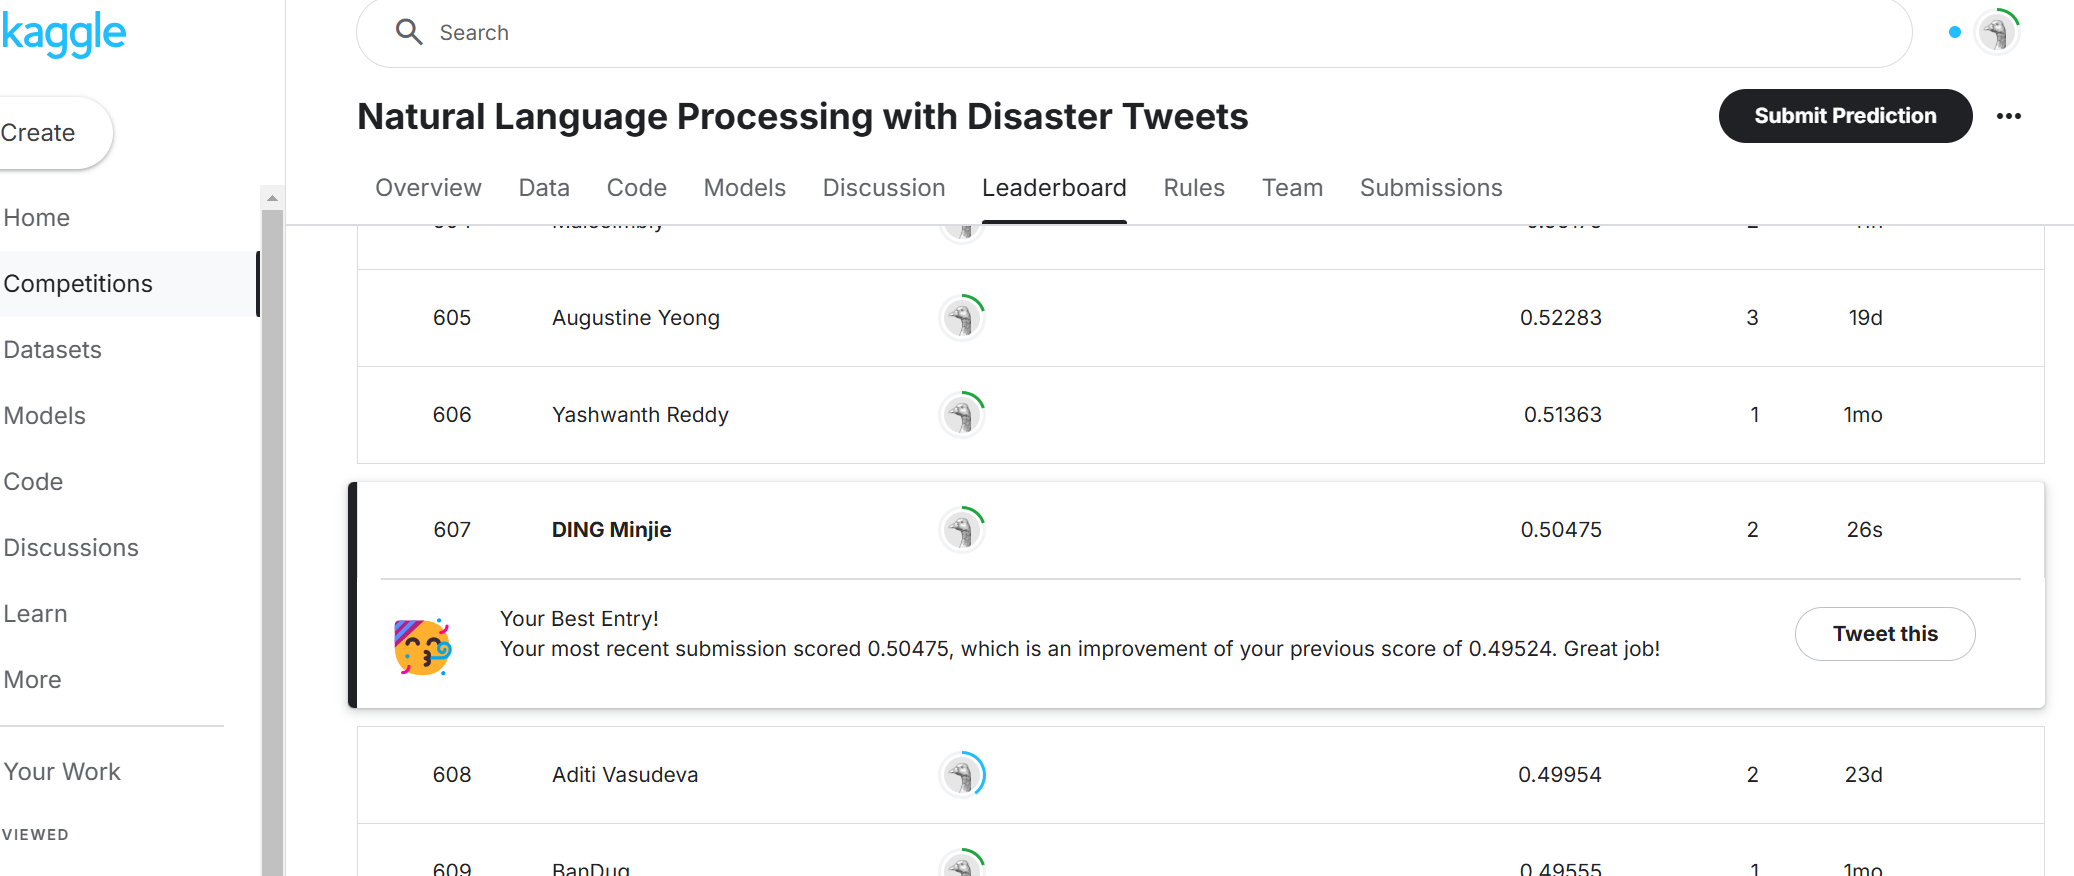 kaggle
Search
Create
Natural Language Processing with Disaster Tweets
Submit Prediction
Overview Data Code Models Discussion Leaderboard Rules Team Submissions
Home
Competitions
Datasets
Models
Code
Discussions
Learn
More
Your Work
VIEWED
605 Augustine Yeong 0.52283 3 19d
606 Yashwanth Reddy 0.51363 1 1mo
607 DING Minjie 0.50475 2 26s
Your Best Entry!
Your most recent submission scored 0.50475, which is an improvement of your previous score of 0.49524. Great job!
Tweet this
608 Aditi Vasudeva 0.49954 2 23d
609 0.49555 1 1mo